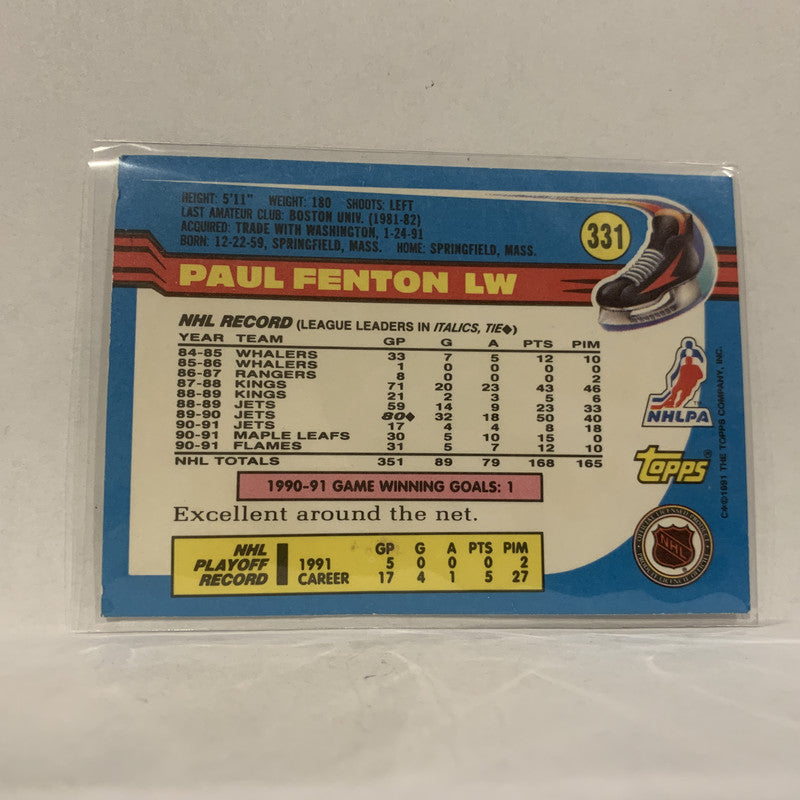 HEIGHT: 5'11" WEIGHT: 180 SHOOTS: LEFT
LAST AMATEUR CLUB: BOSTON UNIV. (1981-82)
ACQUIRED: TRADE WITH WASHINGTON, 1-24-91
BORN: 12-22-59, SPRINGFIELD, MASS. HOME: SPRINGFIELD, MASS.
331
PAUL FENTON LW
NHL RECORD (LEAGUE LEADERS IN ITALICS, TIE◆)
YEAR TEAM GP G A PTS PIM
84-85 WHALERS 33 7 5 12 10
85-86 WHALERS 1 0 0 0 0
86-87 RANGERS 8 0 0 0 2
87-88 KINGS 71 20 23 43 46
88-89 KINGS 21 2 3 5 6
88-89 JETS 59 14 9 23 33
89-90 JETS 80◆ 32 18 50 40
90-91 JETS 17 4 4 8 18
90-91 MAPLE LEAFS 30 5 10 15 0
90-91 FLAMES 31 5 7 12 10
NHL TOTALS 351 89 79 168 165
1990-91 GAME WINNING GOALS: 1
Excellent around the net.
NHL PLAYOFF RECORD
GP G A PTS PIM
1991 5 0 0 0 2
CAREER 17 4 1 5 27
NHLPA
topps®
NHL
C*©1991 THE TOPPS COMPANY, INC.